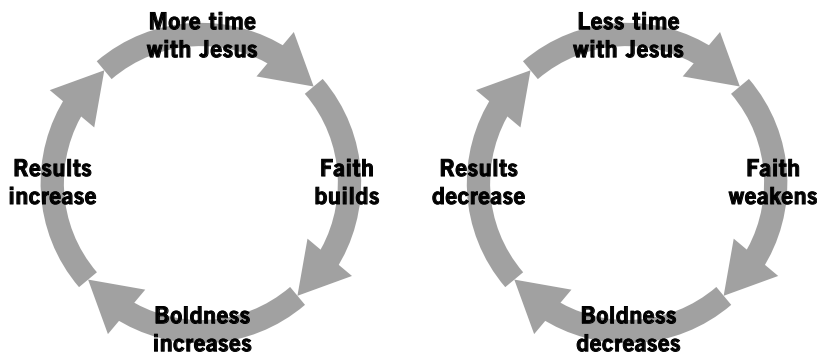 More time
with Jesus
Faith
builds
Boldness
increases
Results
increase
Less time
with Jesus
Faith
weakens
Boldness
decreases
Results
decrease